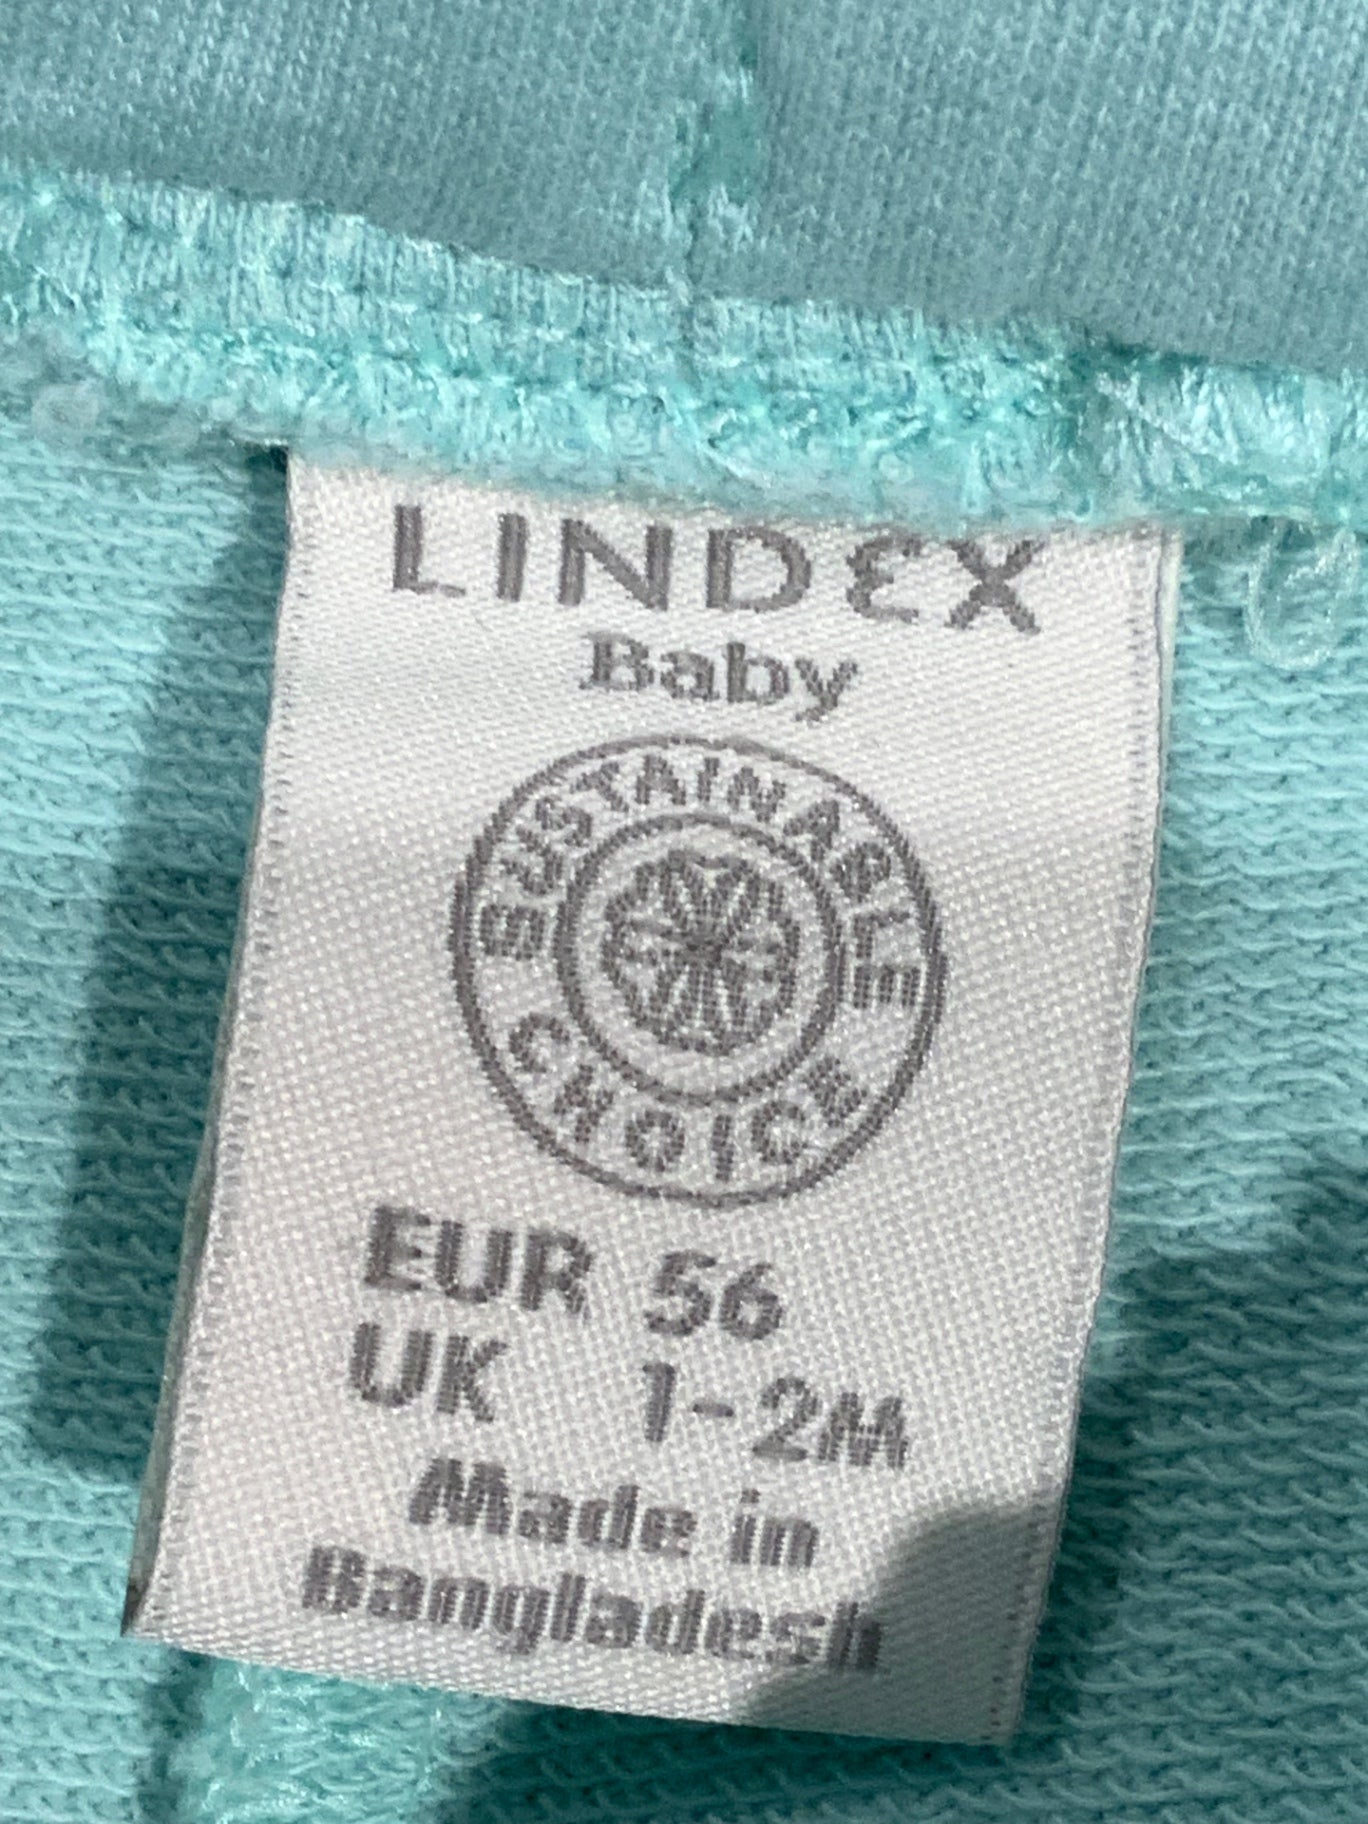 LINDEX
Baby
SUSTAINABLE
CHOICE
EUR 56
UK 1-2M
Made in
Bangladesh